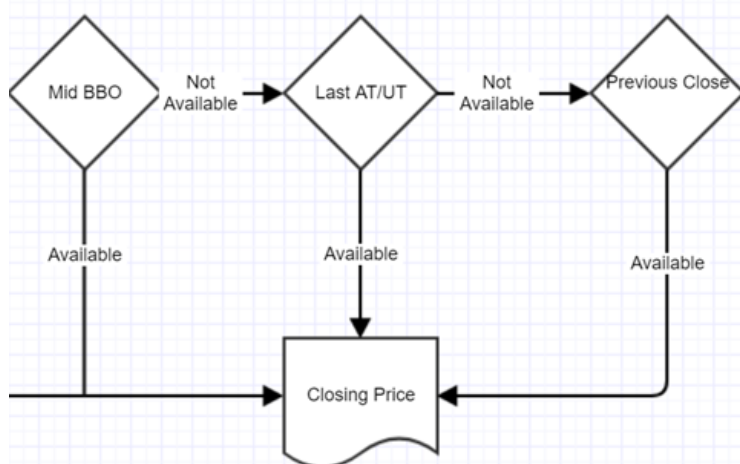 Mid BBO
Not
Available
Last AT/UT
Not
Available
Previous Close
Available
Available
Available
Closing Price